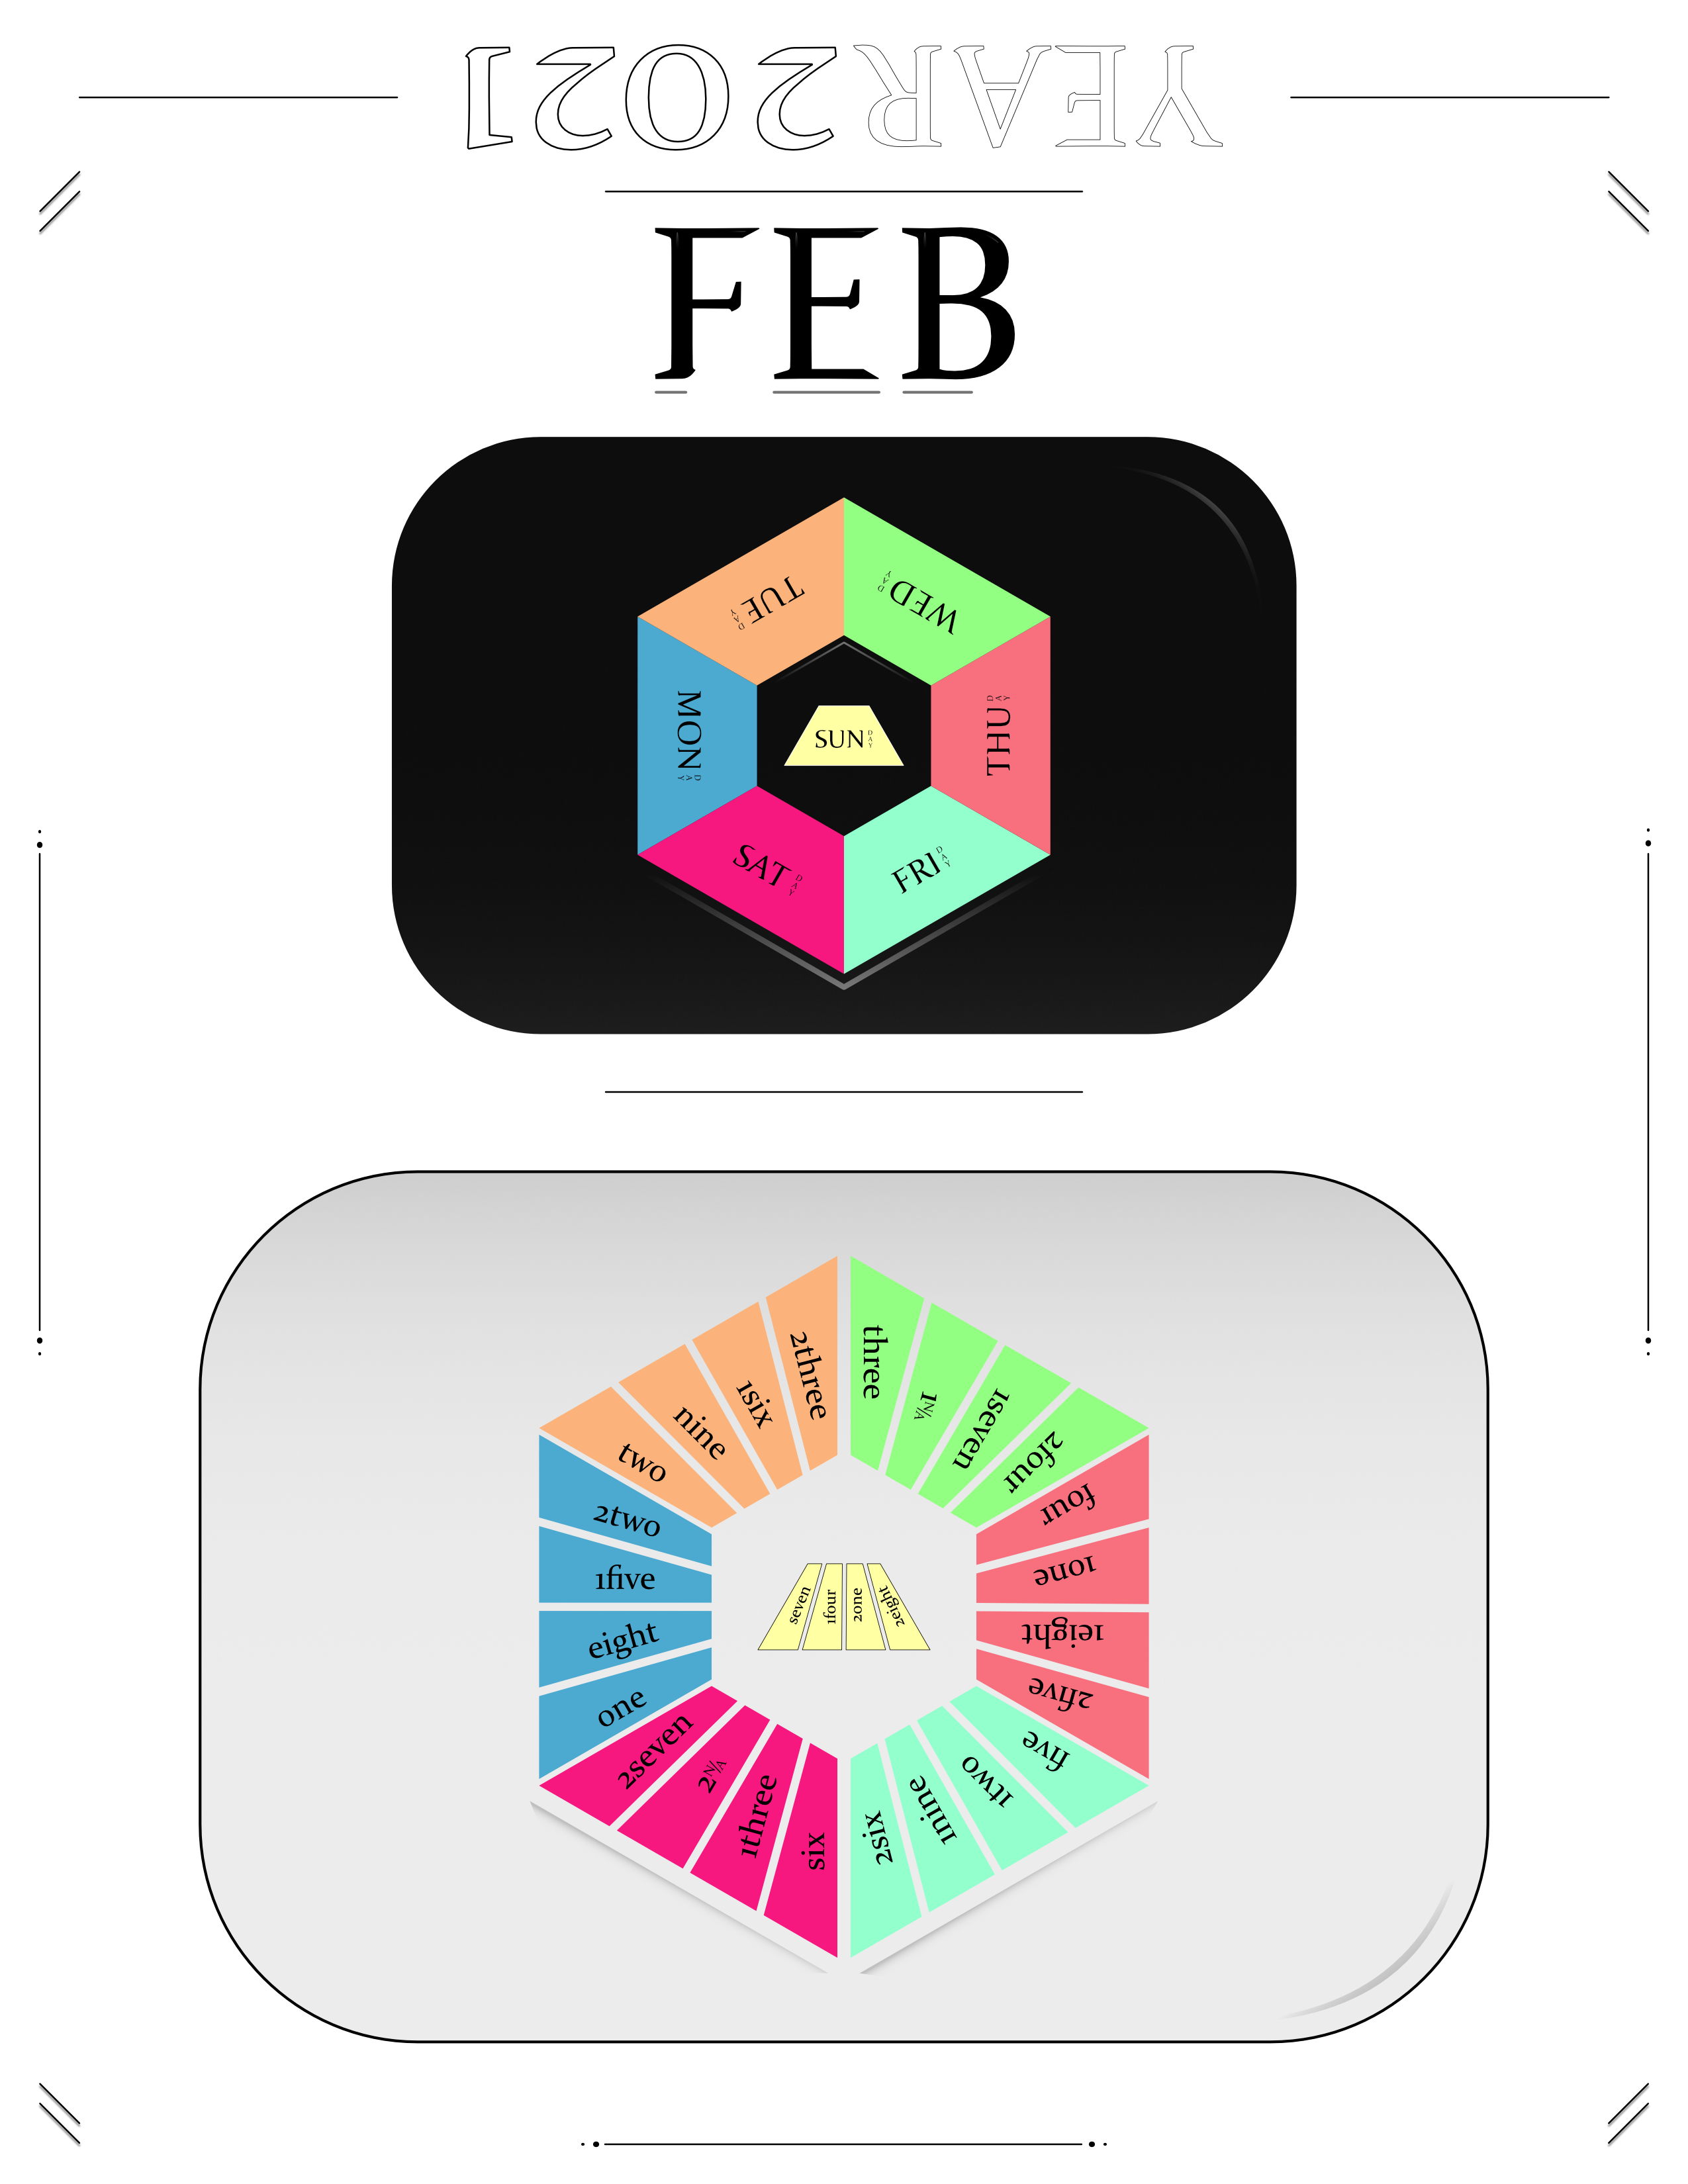 YEAR 2021
FEB
TUE DAY
WED DAY
MON DAY
SUN DAY
THU DAY
SAT DAY
FRI DAY
two
nine
1six
2three
three
1N/A
1seven
2four
2two
1five
eight
one
four
1one
1eight
2five
seven
1four
2one
2eight
2seven
2N/A
1three
six
2six
1nine
1two
five